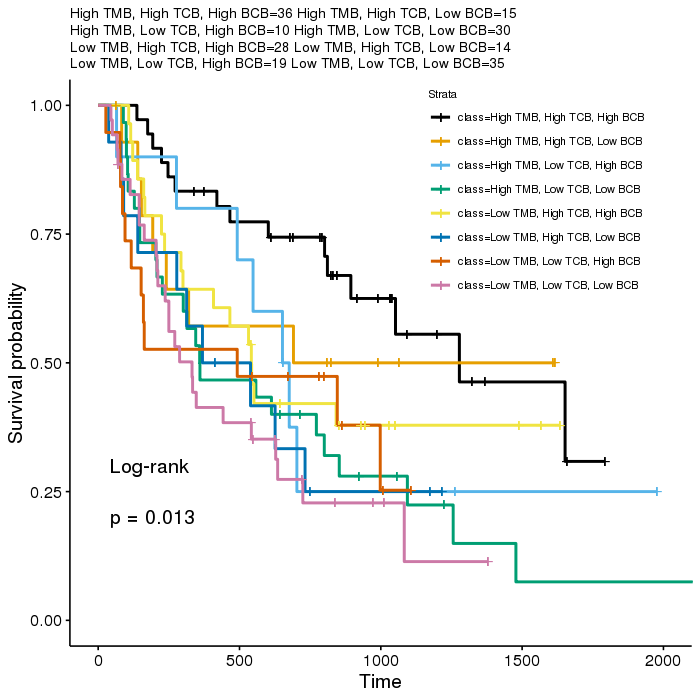 High TMB, High TCB, High BCB=36 High TMB, High TCB, Low BCB=15
High TMB, Low TCB, High BCB=10 High TMB, Low TCB, Low BCB=30
Low TMB, High TCB, High BCB=28 Low TMB, High TCB, Low BCB=14
Low TMB, Low TCB, High BCB=19 Low TMB, Low TCB, Low BCB=35
Strata
class=High TMB, High TCB, High BCB
class=High TMB, High TCB, Low BCB
class=High TMB, Low TCB, High BCB
class=High TMB, Low TCB, Low BCB
class=Low TMB, High TCB, High BCB
class=Low TMB, High TCB, Low BCB
class=Low TMB, Low TCB, High BCB
class=Low TMB, Low TCB, Low BCB
Survival probability
1.00
0.75
0.50
0.25
0.00
Log-rank
p = 0.013
0 500 1000 1500 2000
Time